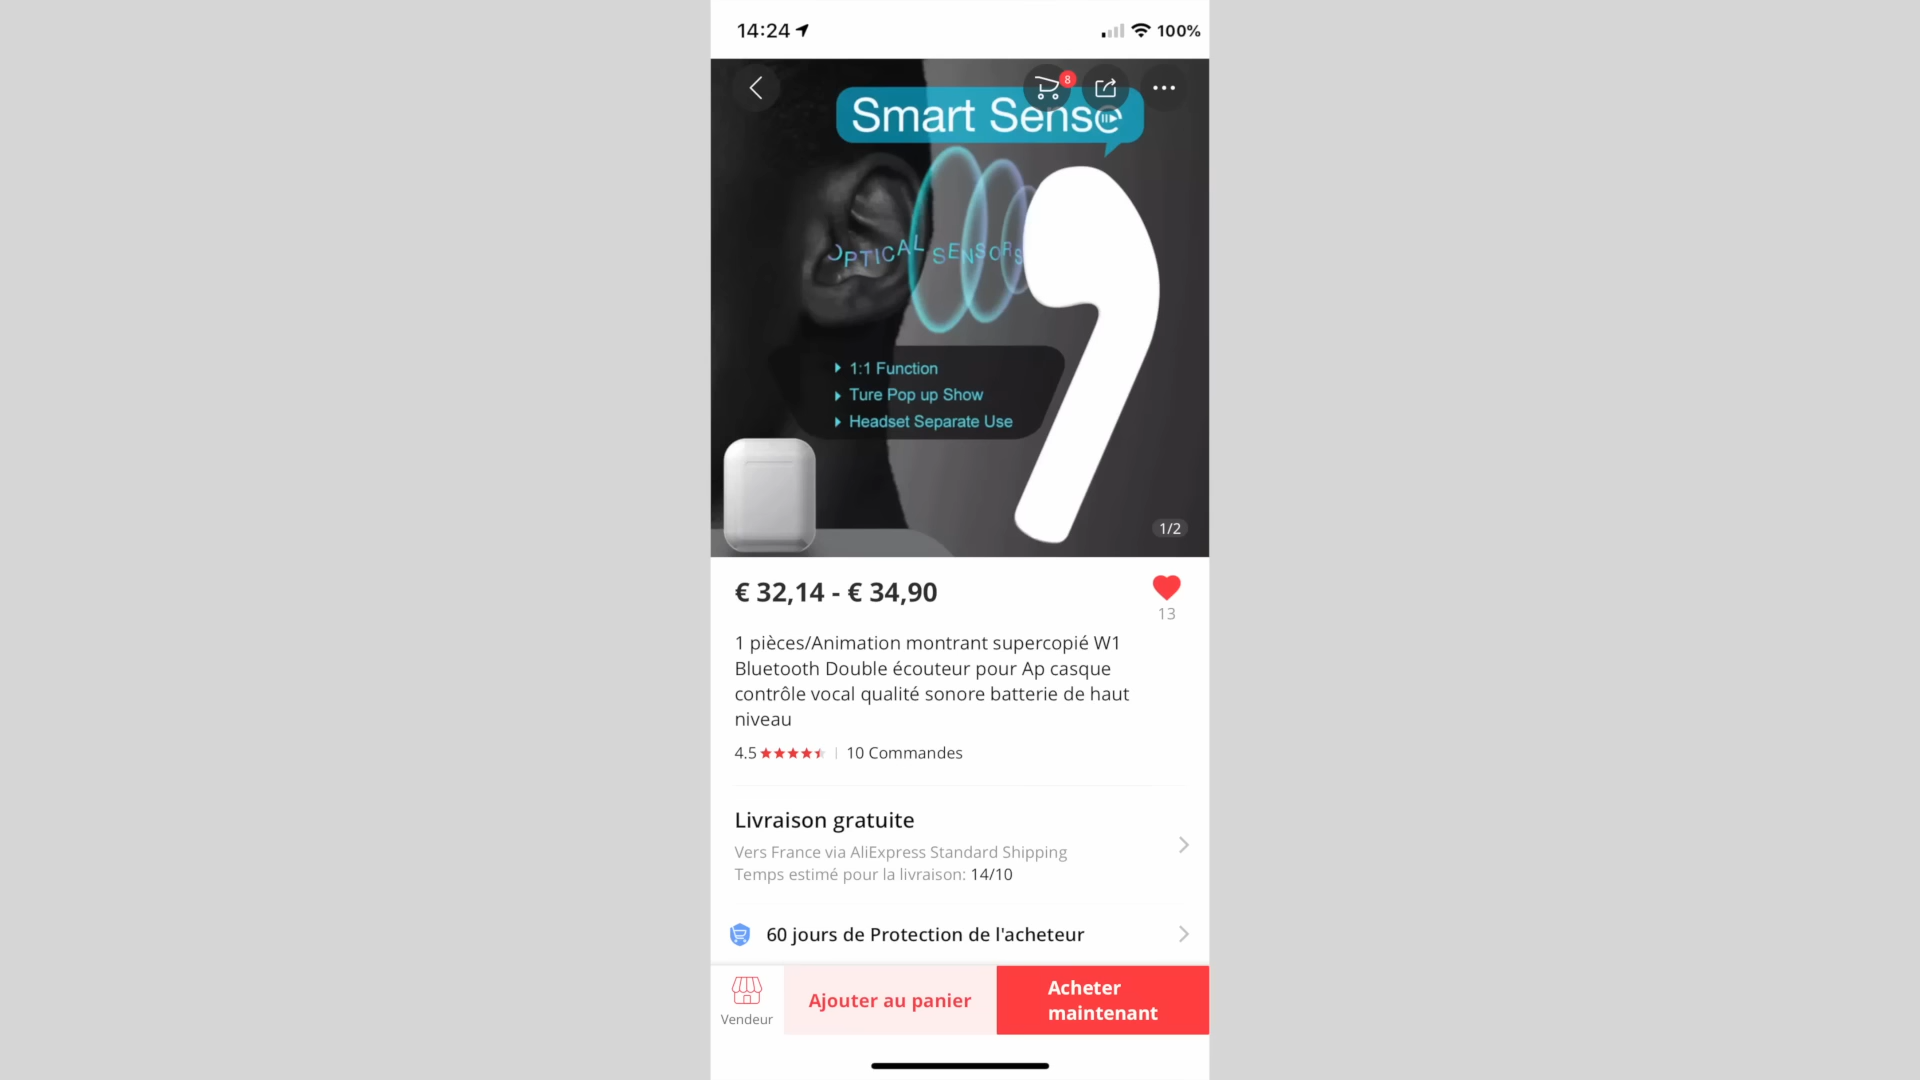 14:24
100%
8
Smart Sense
OPTICAL SENSORS
1:1 Function
Ture Pop up Show
Headset Separate Use
1/2
€ 32,14 - € 34,90
13
1 pièces/Animation montrant supercopié W1
Bluetooth Double écouteur pour Ap casque
contrôle vocal qualité sonore batterie de haut
niveau
4.5 | 10 Commandes
Livraison gratuite
Vers France via AliExpress Standard Shipping
Temps estimé pour la livraison: 14/10
60 jours de Protection de l'acheteur
Vendeur
Ajouter au panier
Acheter
maintenant